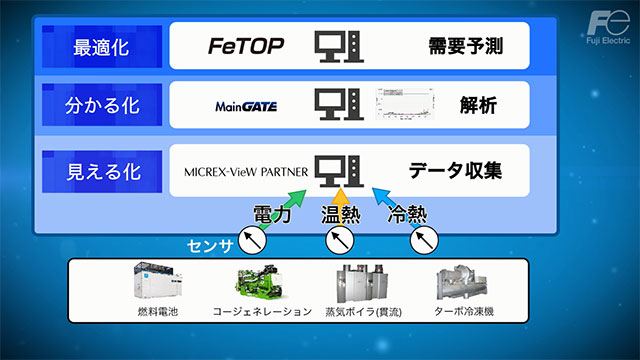 Fe
Fuji Electric
最適化 FeTOP 需要予測
分かる化 MainGATE 解析
見える化 MICREX-VieW PARTNER データ収集
電力 温熱 冷熱
センサ
燃料電池 コージェネレーション 蒸気ボイラ(貫流) ターボ冷凍機